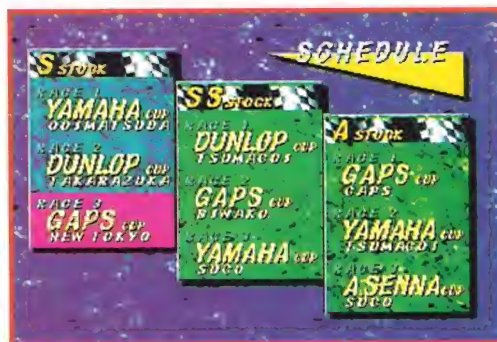 SCHEDULE
S STOCK
RACE 1
YAMAHA CUP
OOSMATSUDA
RACE 2
DUNLOP CUP
TAKARAZUKA
RACE 3
GAPS CUP
NEW TOKYO
SS STOCK
RACE 1
DUNLOP CUP
TSUMAGOI
RACE 2
GAPS CUP
BIWAKO
RACE 3
YAMAHA CUP
SUGO
A STOCK
RACE 1
GAPS CUP
GAPS
RACE 2
YAMAHA CUP
TSUMAGOI
RACE 3
A.SENNA CUP
SUGO